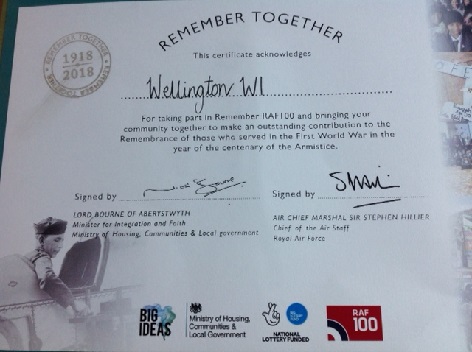 REMEMBER TOGETHER
This certificate acknowledges
REMEMBER TOGETHER
1918
2018
REMEMBER TOGETHER
Wellington WI
For taking part in Remember RAF100 and bringing your
community together to make an outstanding contribution to the
Remembrance of those who served in the First World War in the
year of the centenary of the Armistice.
Signed by
Signed by
LORD BOURNE OF ABERYSTWYTH
Minister for Integration and Faith
Ministry of Housing, Communities & Local government
AIR CHIEF MARSHAL SIR STEPHEN HILLIER
Chief of the Air Staff
Royal Air Force
BIG
IDEAS
Ministry of Housing,
Communities &
Local Government
NATIONAL
LOTTERY FUNDED
RAF
100